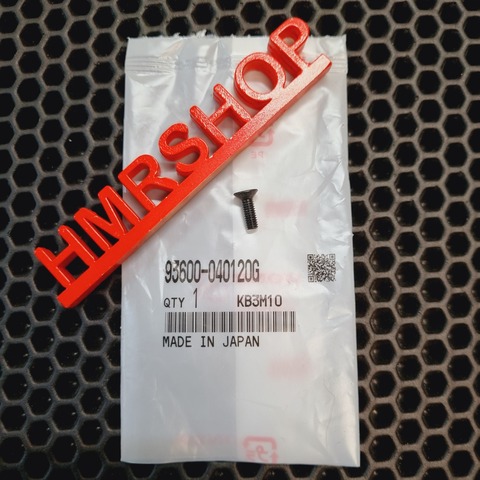 HMRSHOP
93600-040120G
QTY 1 KB3M10
MADE IN JAPAN